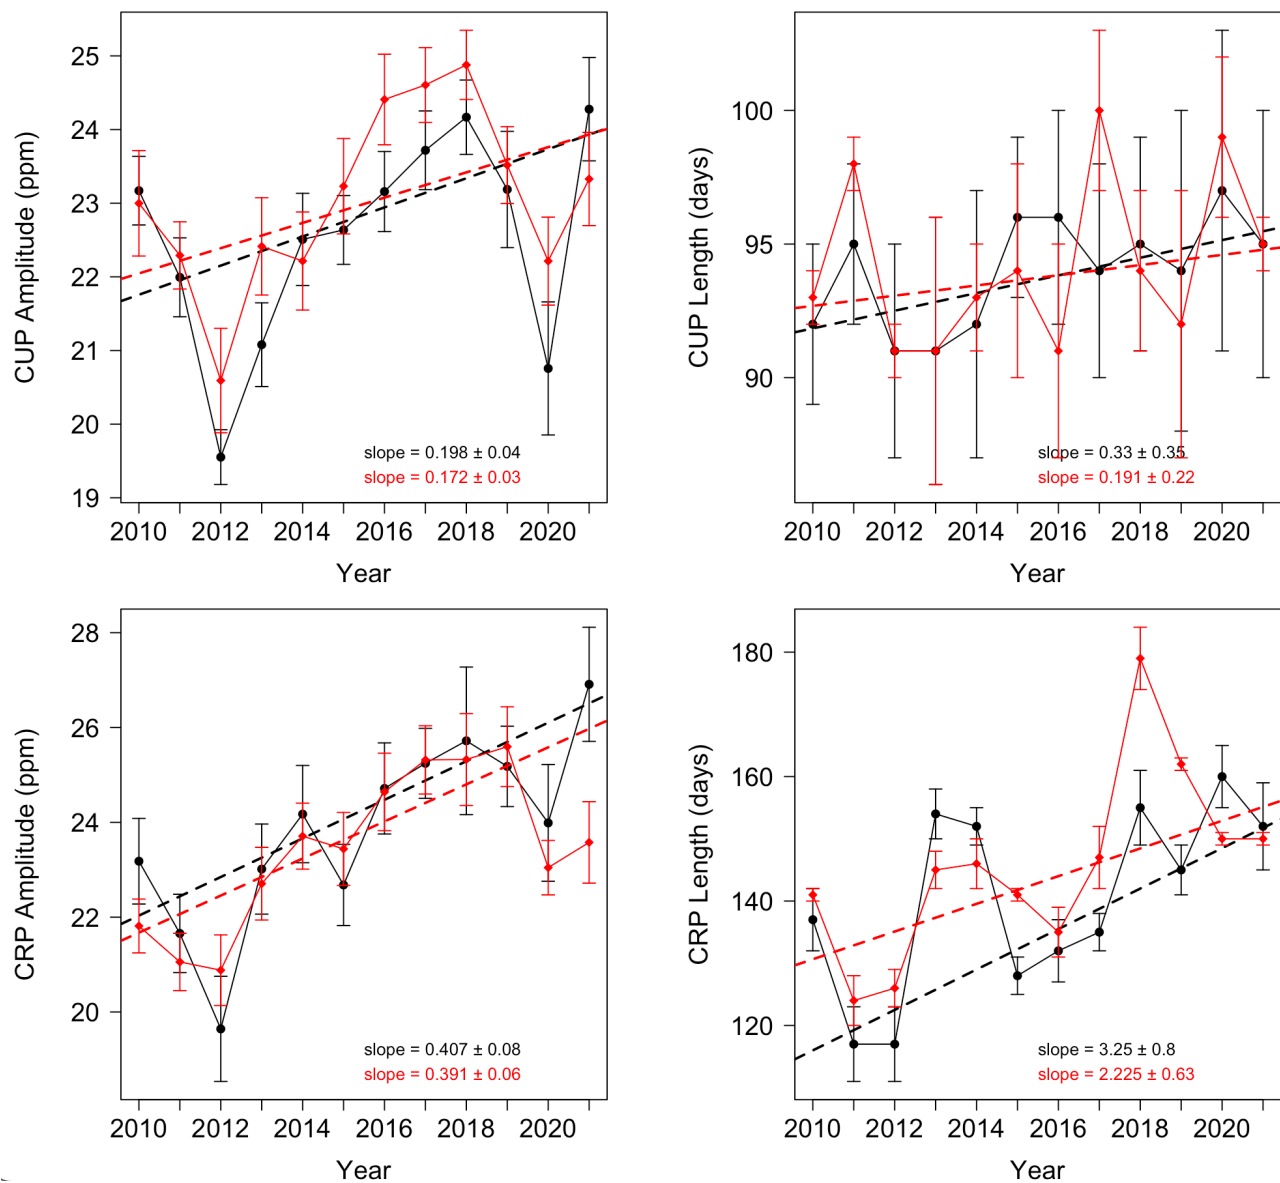 CUP Amplitude (ppm)
25
24
23
22
21
20
19
slope = 0.198 ± 0.04
slope = 0.172 ± 0.03
2010 2012 2014 2016 2018 2020
Year
CUP Length (days)
100
95
90
slope = 0.33 ± 0.35
slope = 0.191 ± 0.22
2010 2012 2014 2016 2018 2020
Year
CRP Amplitude (ppm)
28
26
24
22
20
slope = 0.407 ± 0.08
slope = 0.391 ± 0.06
2010 2012 2014 2016 2018 2020
Year
CRP Length (days)
180
160
140
120
slope = 3.25 ± 0.8
slope = 2.225 ± 0.63
2010 2012 2014 2016 2018 2020
Year